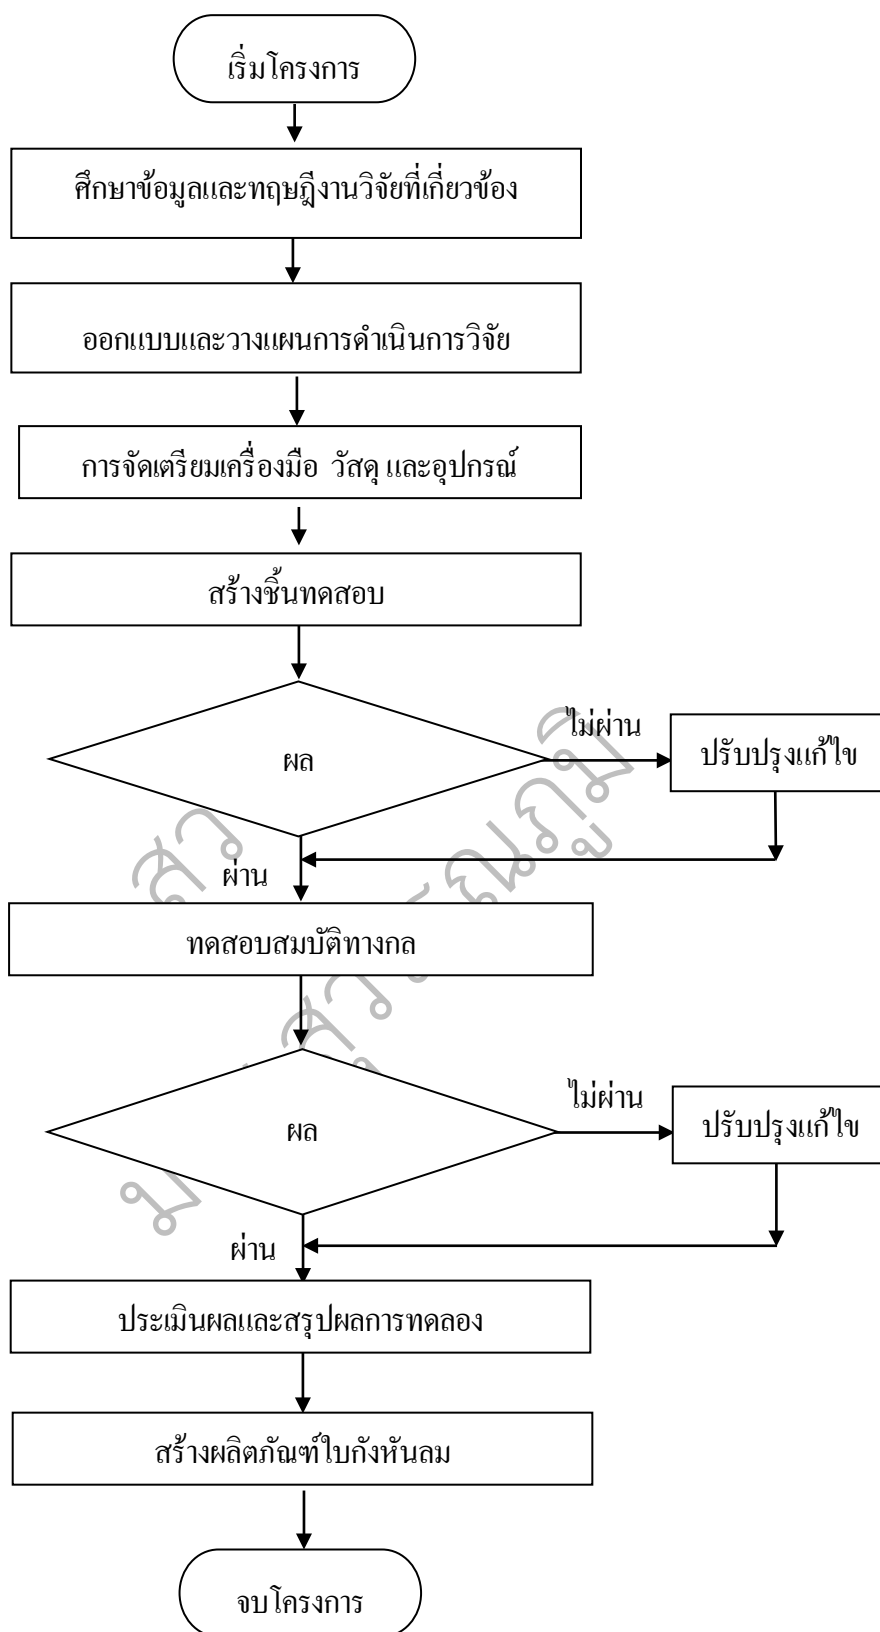 เริ่มโครงการ
ศึกษาข้อมูลและทฤษฎีงานวิจัยที่เกี่ยวข้อง
ออกแบบและวางแผนการดำเนินการวิจัย
การจัดเตรียมเครื่องมือ วัสดุ และอุปกรณ์
สร้างชิ้นทดสอบ
ผล
ไม่ผ่าน
ปรับปรุงแก้ไข
ผ่าน
ทดสอบสมบัติทางกล
ผล
ไม่ผ่าน
ปรับปรุงแก้ไข
ผ่าน
ประเมินผลและสรุปผลการทดลอง
สร้างผลิตภัณฑ์ใบกังหันลม
จบโครงการ